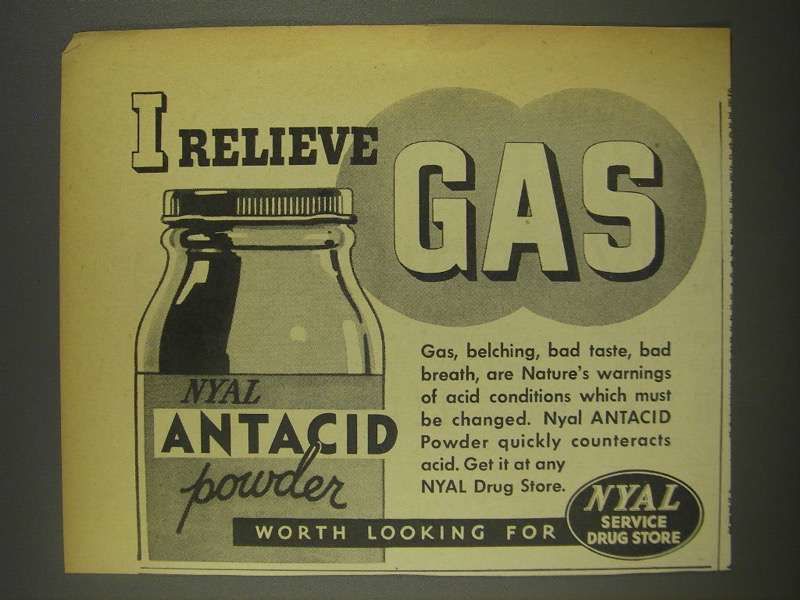 I RELIEVE
GAS
NYAL
ANTACID
powder
Gas, belching, bad taste, bad
breath, are Nature's warnings
of acid conditions which must
be changed. Nyal ANTACID
Powder quickly counteracts
acid. Get it at any
NYAL Drug Store.
WORTH LOOKING FOR
NYAL
SERVICE
DRUG STORE